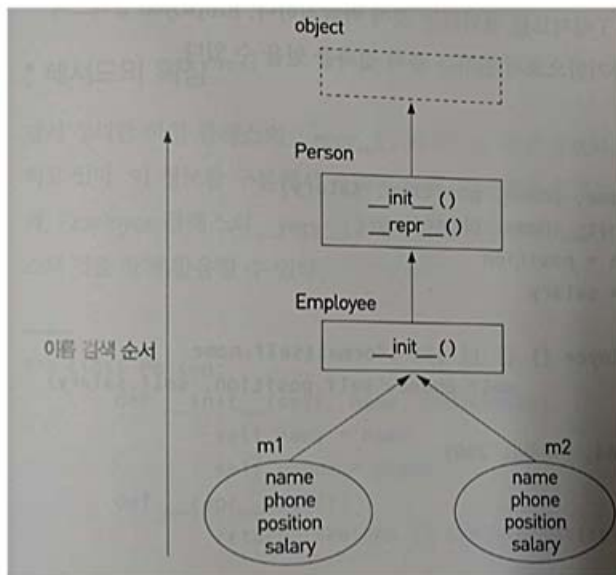 object
Person
__init__()
__repr__()
Employee
__init__()
이름 검색 순서
m1
name
phone
position
salary
m2
name
phone
position
salary